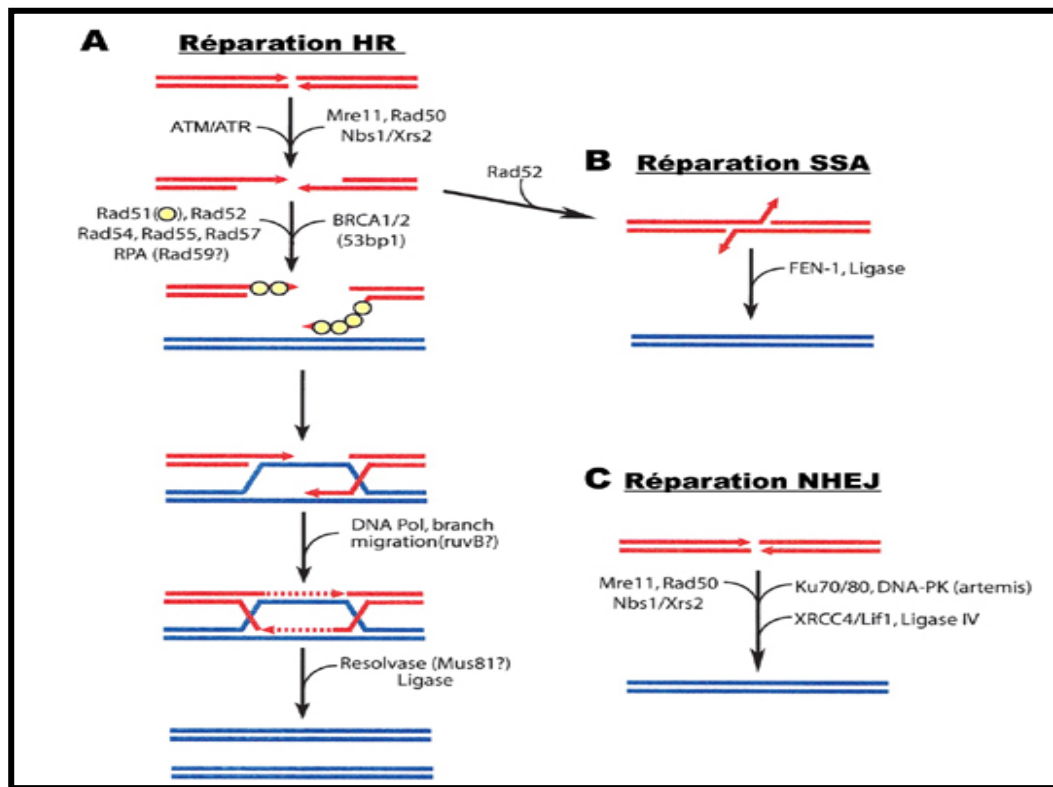 A Réparation HR
ATM/ATR
Mre11, Rad50
Nbs1/Xrs2
Rad51( ), Rad52
Rad54, Rad55, Rad57
RPA (Rad59?)
BRCA1/2
(53bp1)
DNA Pol, branch
migration(ruvB?)
Resolvase (Mus81?)
Ligase
Rad52
B Réparation SSA
FEN-1, Ligase
C Réparation NHEJ
Mre11, Rad50
Nbs1/Xrs2
Ku70/80, DNA-PK (artemis)
XRCC4/Lif1, Ligase IV